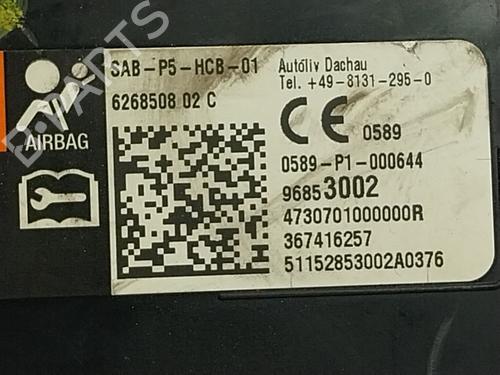 SAB-P5-HCB-01
6268508 02 C
Autoliv Dachau
Tel. +49-8131-295-0
AIRBAG
CE 0589
0589-P1-000644
96853002
4730701000000R
367416257
51152853002A0376
B-PARTS